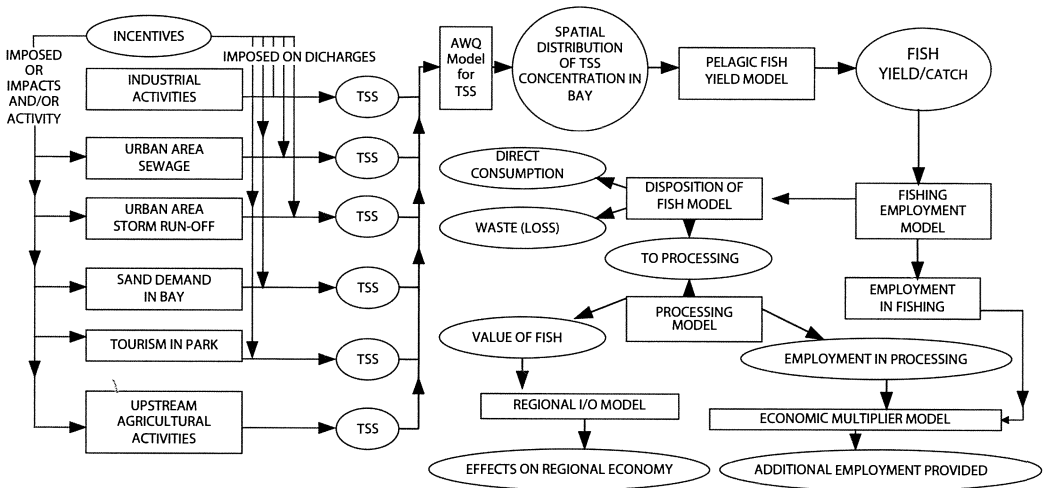 INCENTIVES
IMPOSED
OR
IMPACTS
AND/OR
ACTIVITY
IMPOSED ON DICHARGES
INDUSTRIAL
ACTIVITIES
TSS
URBAN AREA
SEWAGE
TSS
URBAN AREA
STORM RUN-OFF
TSS
SAND DEMAND
IN BAY
TSS
TOURISM IN PARK
TSS
UPSTREAM
AGRICULTURAL
ACTIVITIES
TSS
AWQ
Model
for
TSS
SPATIAL
DISTRIBUTION
OF TSS
CONCENTRATION IN
BAY
PELAGIC FISH
YIELD MODEL
FISH
YIELD/CATCH
DIRECT
CONSUMPTION
DISPOSITION OF
FISH MODEL
FISHING
EMPLOYMENT
MODEL
WASTE (LOSS)
TO PROCESSING
EMPLOYMENT
IN FISHING
PROCESSING
MODEL
VALUE OF FISH
EMPLOYMENT IN PROCESSING
REGIONAL I/O MODEL
ECONOMIC MULTIPLIER MODEL
EFFECTS ON REGIONAL ECONOMY
ADDITIONAL EMPLOYMENT PROVIDED